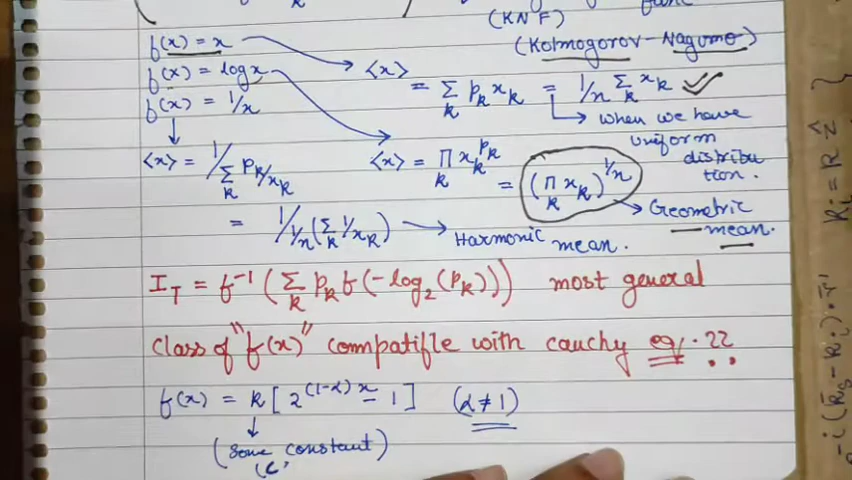 (KNF)
(Kolmogorov-Nagumo)
f(x) = x
⟨x⟩ = Σ_k p_k x_k = 1/n Σ_k x_k
f(x) = log x
f(x) = 1/x
when we have uniform distribution.
⟨x⟩ = 1/Σ_k p_k/x_k
⟨x⟩ = Π_k x_k^{p_k} = (Π_k x_k)^{1/n}
Geometric mean.
= 1/1/n(Σ_k 1/x_k)
Harmonic mean.
I_T = f^{-1}(Σ_k p_k f(-log_2(p_k))) most general
class of "f(x)" compatifle with cauchy eq. 22
f(x) = k[2^{(1-α)x} - 1] (α≠1)
(some constant)